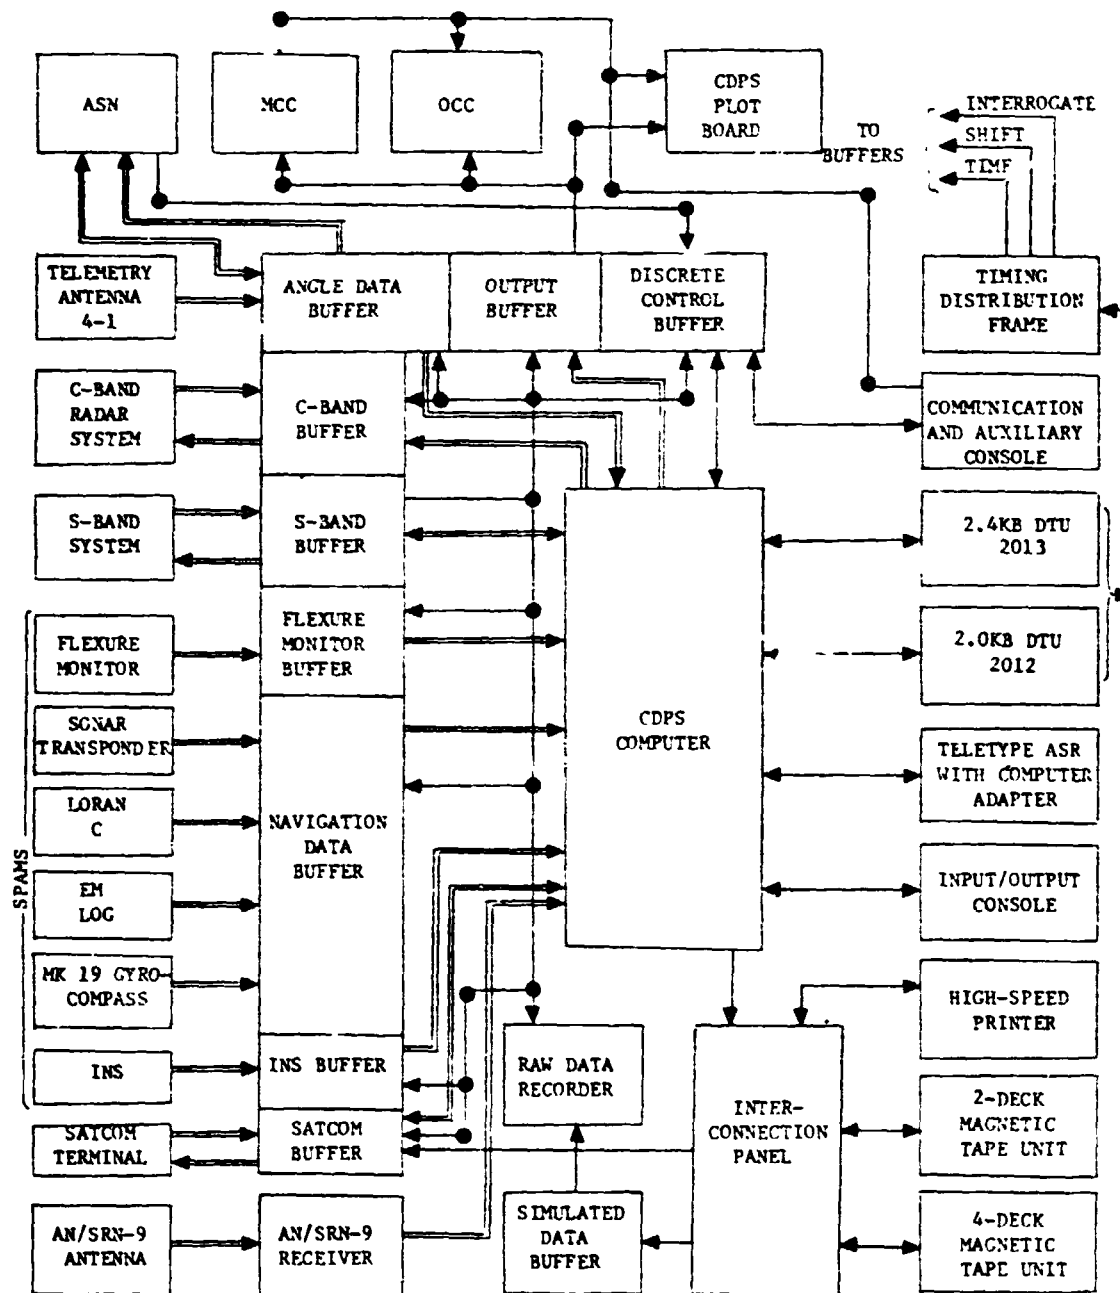 ASN
MCC
OCC
CDPS
PLOT
BOARD
TO
BUFFERS
INTERROGATE
SHIFT
TIME
TELEMETRY
ANTENNA
4-1
ANGLE DATA
BUFFER
OUTPUT
BUFFER
DISCRETE
CONTROL
BUFFER
TIMING
DISTRIBUTION
FRAME
C-BAND
RADAR
SYSTEM
C-BAND
BUFFER
COMMUNICATION
AND AUXILIARY
CONSOLE
S-BAND
SYSTEM
S-BAND
BUFFER
2.4KB DTU
2013
FLEXURE
MONITOR
FLEXURE
MONITOR
BUFFER
2.0KB DTU
2012
CDPS
COMPUTER
SONAR
TRANSPONDER
TELETYPE ASR
WITH COMPUTER
ADAPTER
LORAN
C
NAVIGATION
DATA
BUFFER
SPAMS
EM
LOG
INPUT/OUTPUT
CONSOLE
MK 19 GYRO-
COMPASS
HIGH-SPEED
PRINTER
INS
INS BUFFER
RAW DATA
RECORDER
INTER-
CONNECTION
PANEL
2-DECK
MAGNETIC
TAPE UNIT
SATCOM
TERMINAL
SATCOM
BUFFER
AN/SRN-9
ANTENNA
AN/SRN-9
RECEIVER
SIMULATED
DATA
BUFFER
4-DECK
MAGNETIC
TAPE UNIT